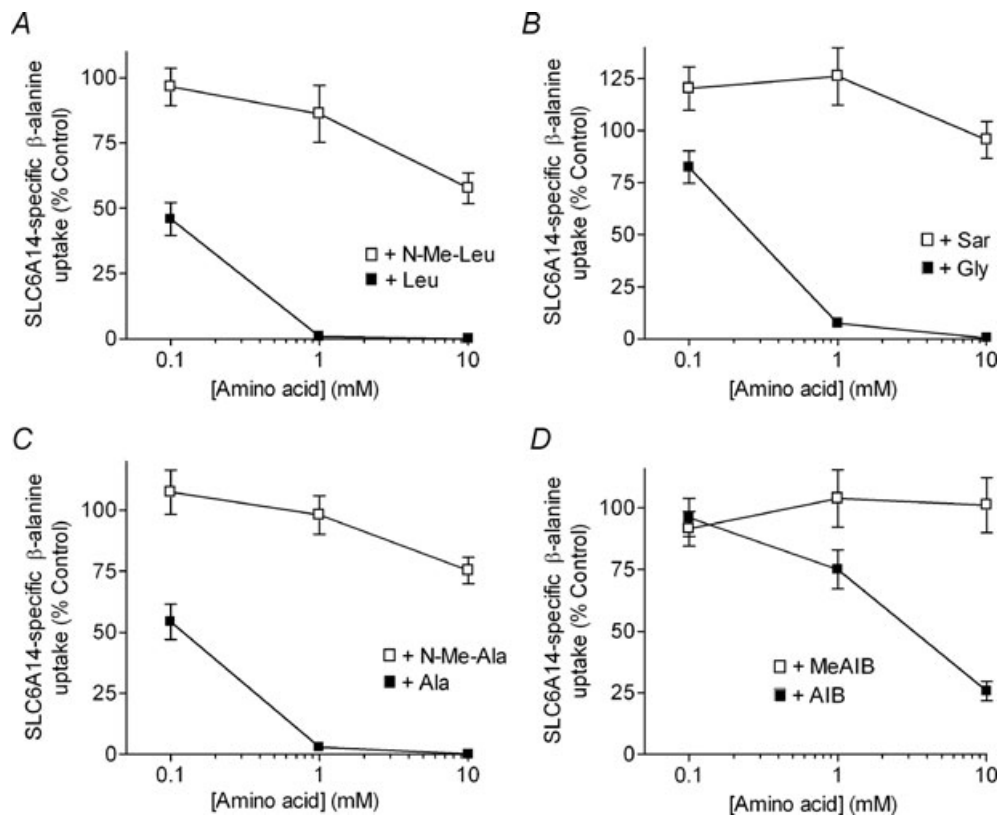 A
SLC6A14-specific β-alanine
uptake (% Control)
100
75
50
25
0
+ N-Me-Leu
+ Leu
0.1 1 10
[Amino acid] (mM)
B
SLC6A14-specific β-alanine
uptake (% Control)
125
100
75
50
25
0
+ Sar
+ Gly
0.1 1 10
[Amino acid] (mM)
C
SLC6A14-specific β-alanine
uptake (% Control)
100
75
50
25
0
+ N-Me-Ala
+ Ala
0.1 1 10
[Amino acid] (mM)
D
SLC6A14-specific β-alanine
uptake (% Control)
100
75
50
25
0
+ MeAIB
+ AIB
0.1 1 10
[Amino acid] (mM)